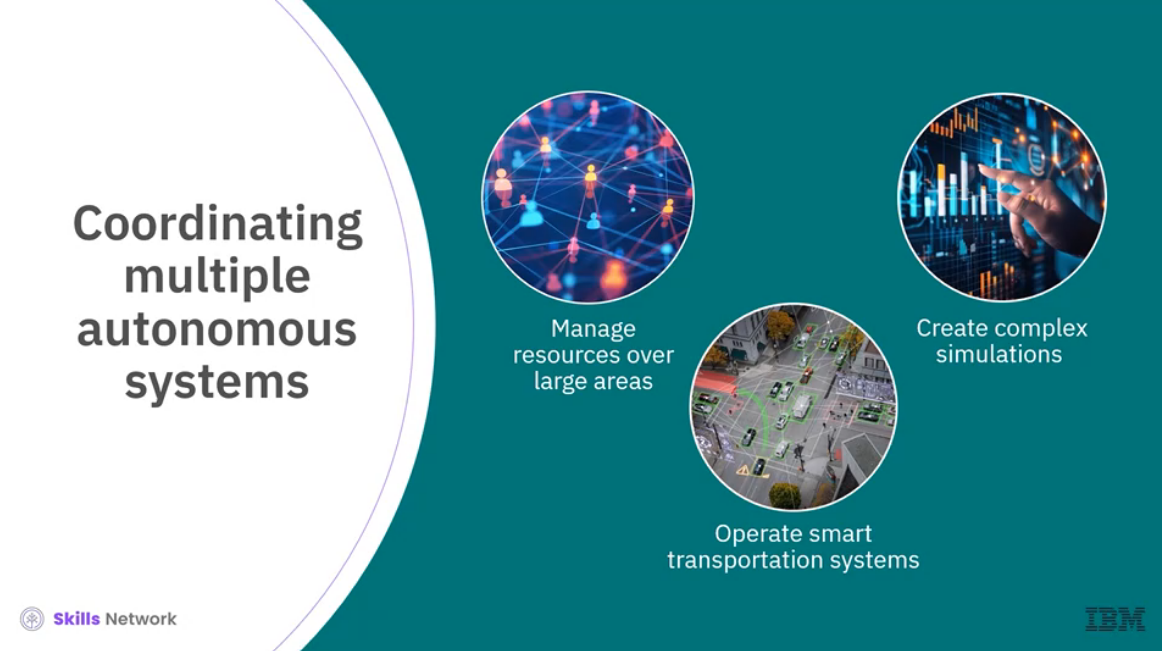 Coordinating
multiple
autonomous
systems
Manage
resources over
large areas
Operate smart
transportation systems
Create complex
simulations
Skills Network
IBM